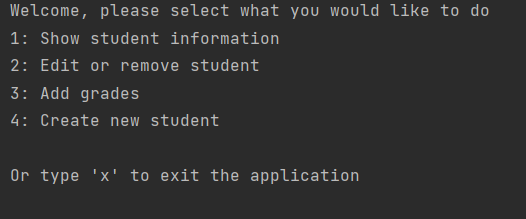 Welcome, please select what you would like to do
1: Show student information
2: Edit or remove student
3: Add grades
4: Create new student
Or type 'x' to exit the application